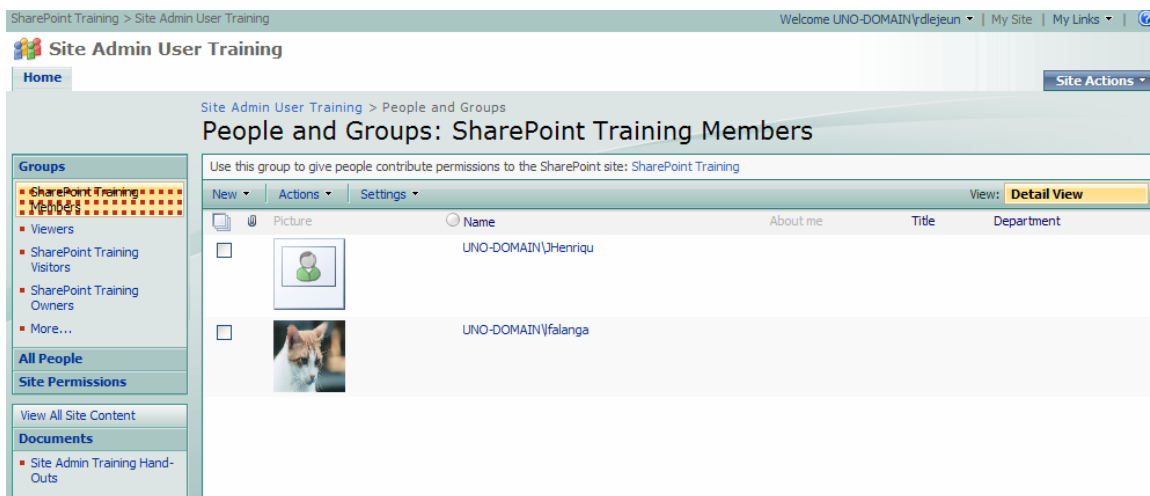 SharePoint Training > Site Admin User Training
Welcome UNO-DOMAIN\rdlejeun | My Site | My Links |
Site Admin User Training
Home
Site Actions
Site Admin User Training > People and Groups
People and Groups: SharePoint Training Members
Groups
SharePoint Training
Members
Viewers
SharePoint Training
Visitors
SharePoint Training
Owners
More...
All People
Site Permissions
View All Site Content
Documents
Site Admin Training Hand-
Outs
Use this group to give people contribute permissions to the SharePoint site: SharePoint Training
New Actions Settings View: Detail View
Picture Name About me Title Department
UNO-DOMAIN\JHenriqu
UNO-DOMAIN\lfalanga